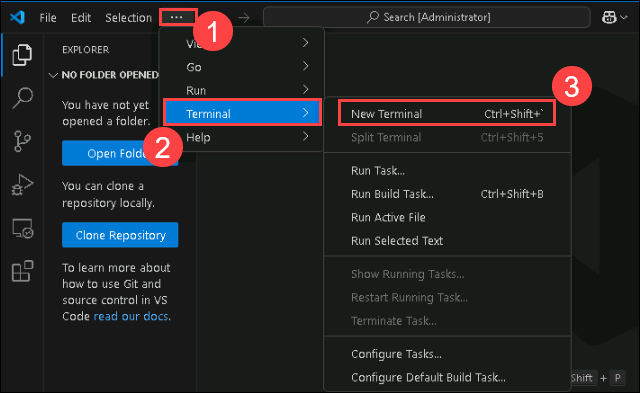 File Edit Selection ... Search [Administrator]
1
EXPLORER
NO FOLDER OPENED
You have not yet
opened a folder.
Open Folder
You can clone a
repository locally.
Clone Repository
To learn more about
how to use Git and
source control in VS
Code read our docs.
Go
Run
Terminal
2
Help
3
New Terminal Ctrl+Shift+`
Split Terminal Ctrl+Shift+5
Run Task...
Run Build Task... Ctrl+Shift+B
Run Active File
Run Selected Text
Show Running Tasks...
Restart Running Task...
Terminate Task...
Configure Tasks...
Configure Default Build Task...
Shift + P